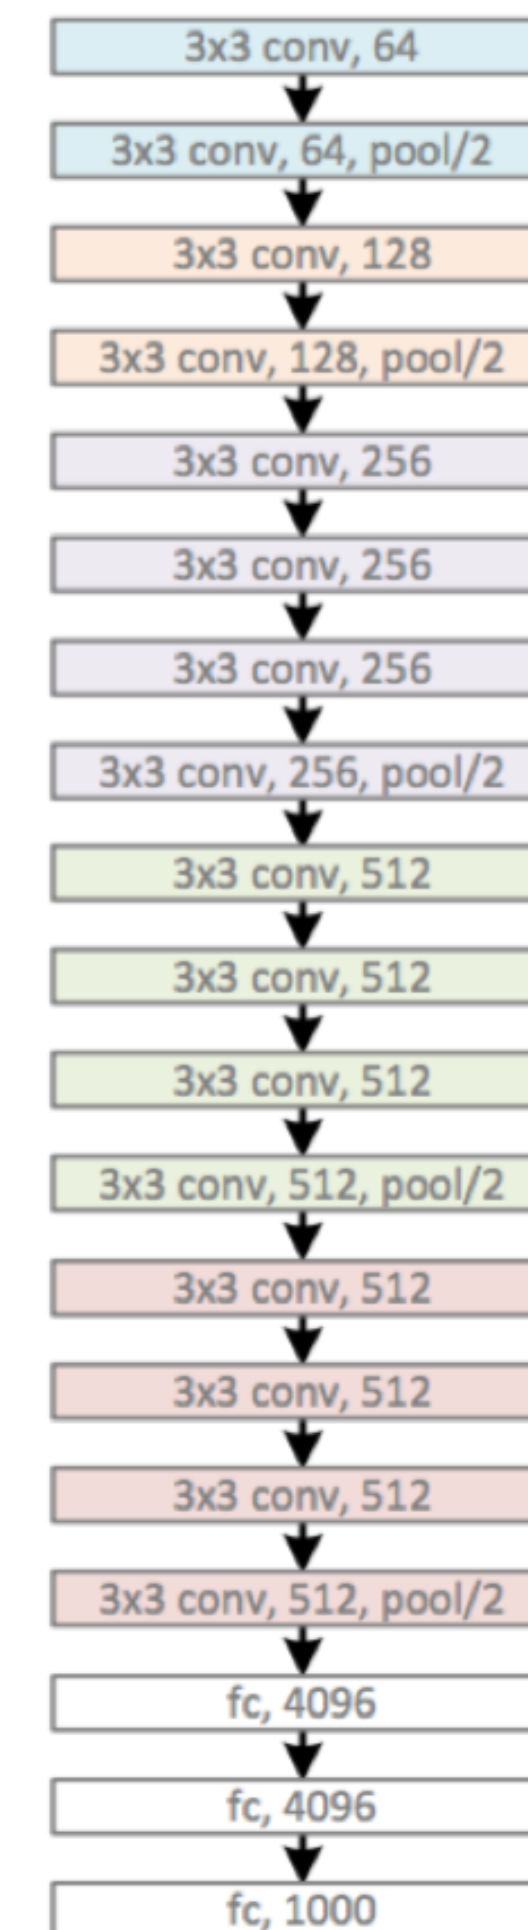 3x3 conv, 64
3x3 conv, 64, pool/2
3x3 conv, 128
3x3 conv, 128, pool/2
3x3 conv, 256
3x3 conv, 256
3x3 conv, 256
3x3 conv, 256, pool/2
3x3 conv, 512
3x3 conv, 512
3x3 conv, 512
3x3 conv, 512, pool/2
3x3 conv, 512
3x3 conv, 512
3x3 conv, 512
3x3 conv, 512, pool/2
fc, 4096
fc, 4096
fc, 1000